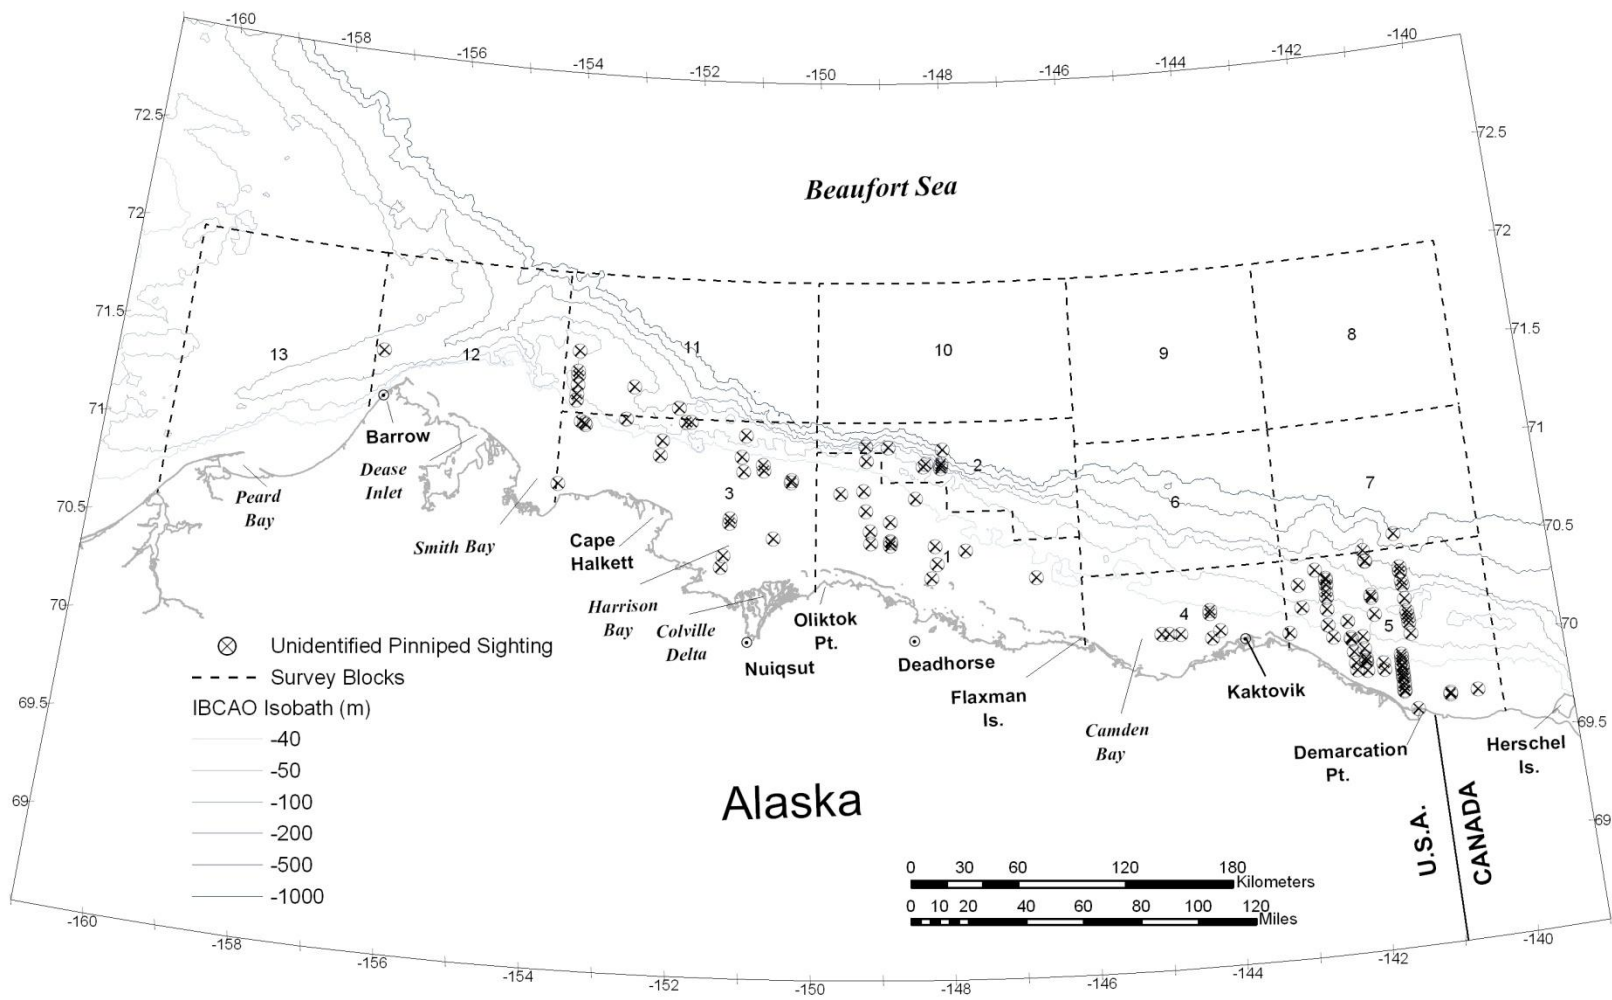 -160
-158
-156
-154
-152
-150
-148
-146
-144
-142
-140
72.5
72.5
72
72
71.5
71.5
71
71
70.5
70.5
70
70
69.5
69.5
69
69
Beaufort Sea
13
12
11
10
9
8
7
6
5
4
3
2
1
Barrow
Dease
Inlet
Peard
Bay
Smith Bay
Cape
Halkett
Harrison
Bay
Colville
Delta
Nuiqsut
Oliktok
Pt.
Deadhorse
Flaxman
Is.
Camden
Bay
Kaktovik
Demarcation
Pt.
Herschel
Is.
Unidentified Pinniped Sighting
Survey Blocks
IBCAO Isobath (m)
-40
-50
-100
-200
-500
-1000
Alaska
U.S.A.
CANADA
0 30 60 120 180
Kilometers
0 10 20 40 60 80 100 120
Miles
-160
-158
-156
-154
-152
-150
-148
-146
-144
-142
-140